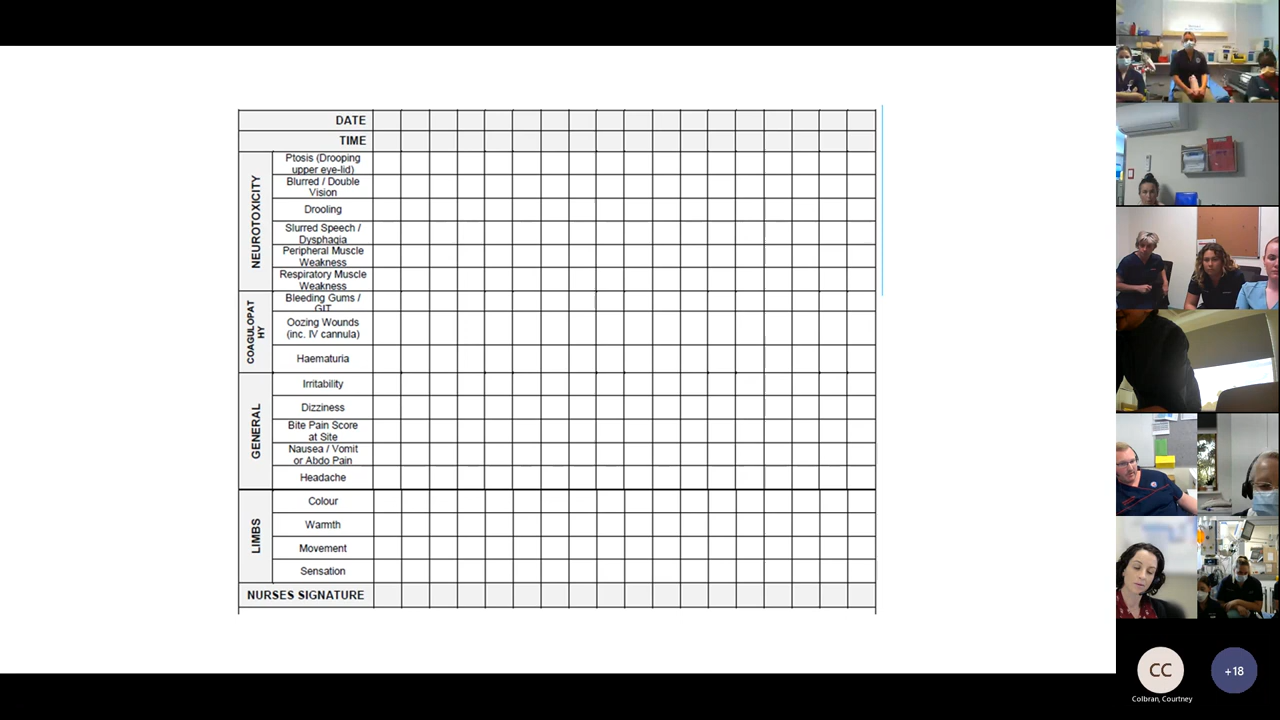 DATE
TIME
NEUROTOXICITY
Ptosis (Drooping
upper eye-lid)
Blurred / Double
Vision
Drooling
Slurred Speech /
Dysphagia
Peripheral Muscle
Weakness
Respiratory Muscle
Weakness
COAGULOPAT
HY
Bleeding Gums /
GIT
Oozing Wounds
(inc. IV cannula)
Haematuria
GENERAL
Irritability
Dizziness
Bite Pain Score
at Site
Nausea / Vomit
or Abdo Pain
Headache
LIMBS
Colour
Warmth
Movement
Sensation
NURSES SIGNATURE
CC
+18
Colbran, Courtney